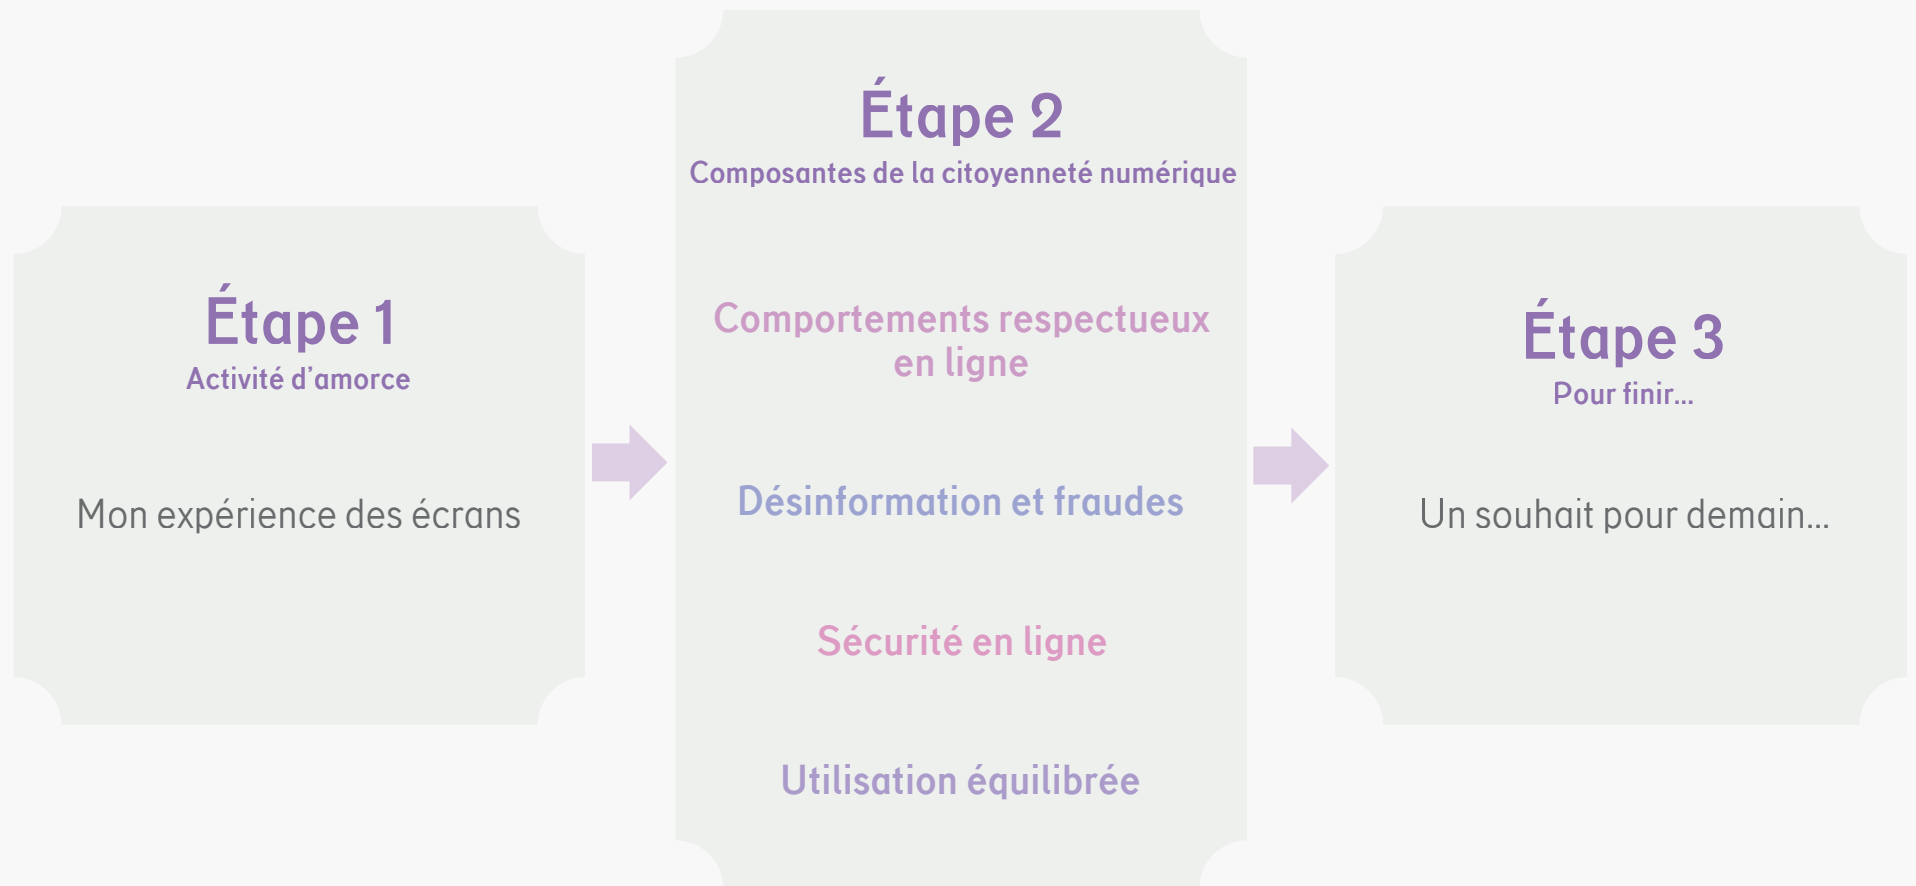 Étape 1
Activité d’amorce
Mon expérience des écrans
Étape 2
Composantes de la citoyenneté numérique
Comportements respectueux
en ligne
Désinformation et fraudes
Sécurité en ligne
Utilisation équilibrée
Étape 3
Pour finir...
Un souhait pour demain...